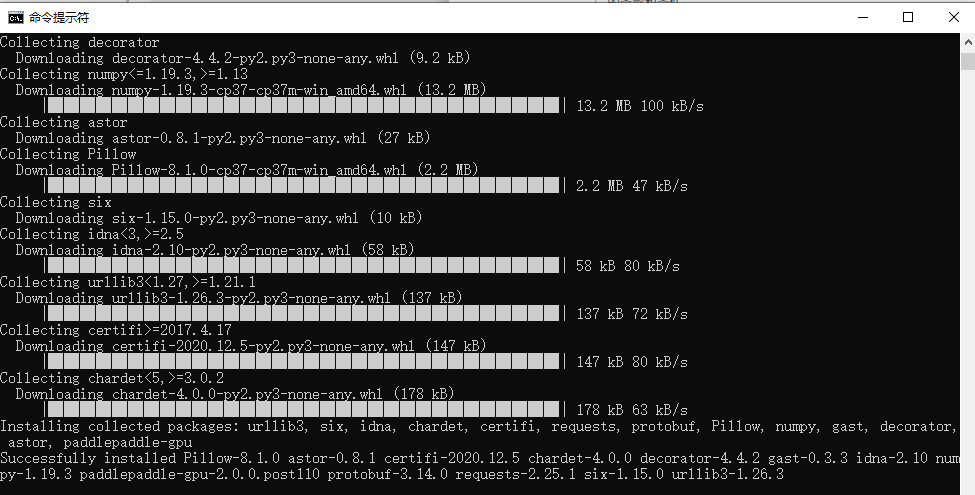 命令提示符
Collecting decorator
Downloading decorator-4.4.2-py2.py3-none-any.whl (9.2 kB)
Collecting numpy<=1.19.3,>=1.13
Downloading numpy-1.19.3-cp37-cp37m-win_amd64.whl (13.2 MB)
| | 13.2 MB 100 kB/s
Collecting astor
Downloading astor-0.8.1-py2.py3-none-any.whl (27 kB)
Collecting Pillow
Downloading Pillow-8.1.0-cp37-cp37m-win_amd64.whl (2.2 MB)
| | 2.2 MB 47 kB/s
Collecting six
Downloading six-1.15.0-py2.py3-none-any.whl (10 kB)
Collecting idna<3,>=2.5
Downloading idna-2.10-py2.py3-none-any.whl (58 kB)
| | 58 kB 80 kB/s
Collecting urllib3<1.27,>=1.21.1
Downloading urllib3-1.26.3-py2.py3-none-any.whl (137 kB)
| | 137 kB 72 kB/s
Collecting certifi>=2017.4.17
Downloading certifi-2020.12.5-py2.py3-none-any.whl (147 kB)
| | 147 kB 80 kB/s
Collecting chardet<5,>=3.0.2
Downloading chardet-4.0.0-py2.py3-none-any.whl (178 kB)
| | 178 kB 63 kB/s
Installing collected packages: urllib3, six, idna, chardet, certifi, requests, protobuf, Pillow, numpy, gast, decorator,
astor, paddlepaddle-gpu
Successfully installed Pillow-8.1.0 astor-0.8.1 certifi-2020.12.5 chardet-4.0.0 decorator-4.4.2 gast-0.3.3 idna-2.10 num
py-1.19.3 paddlepaddle-gpu-2.0.0.post110 protobuf-3.14.0 requests-2.25.1 six-1.15.0 urllib3-1.26.3